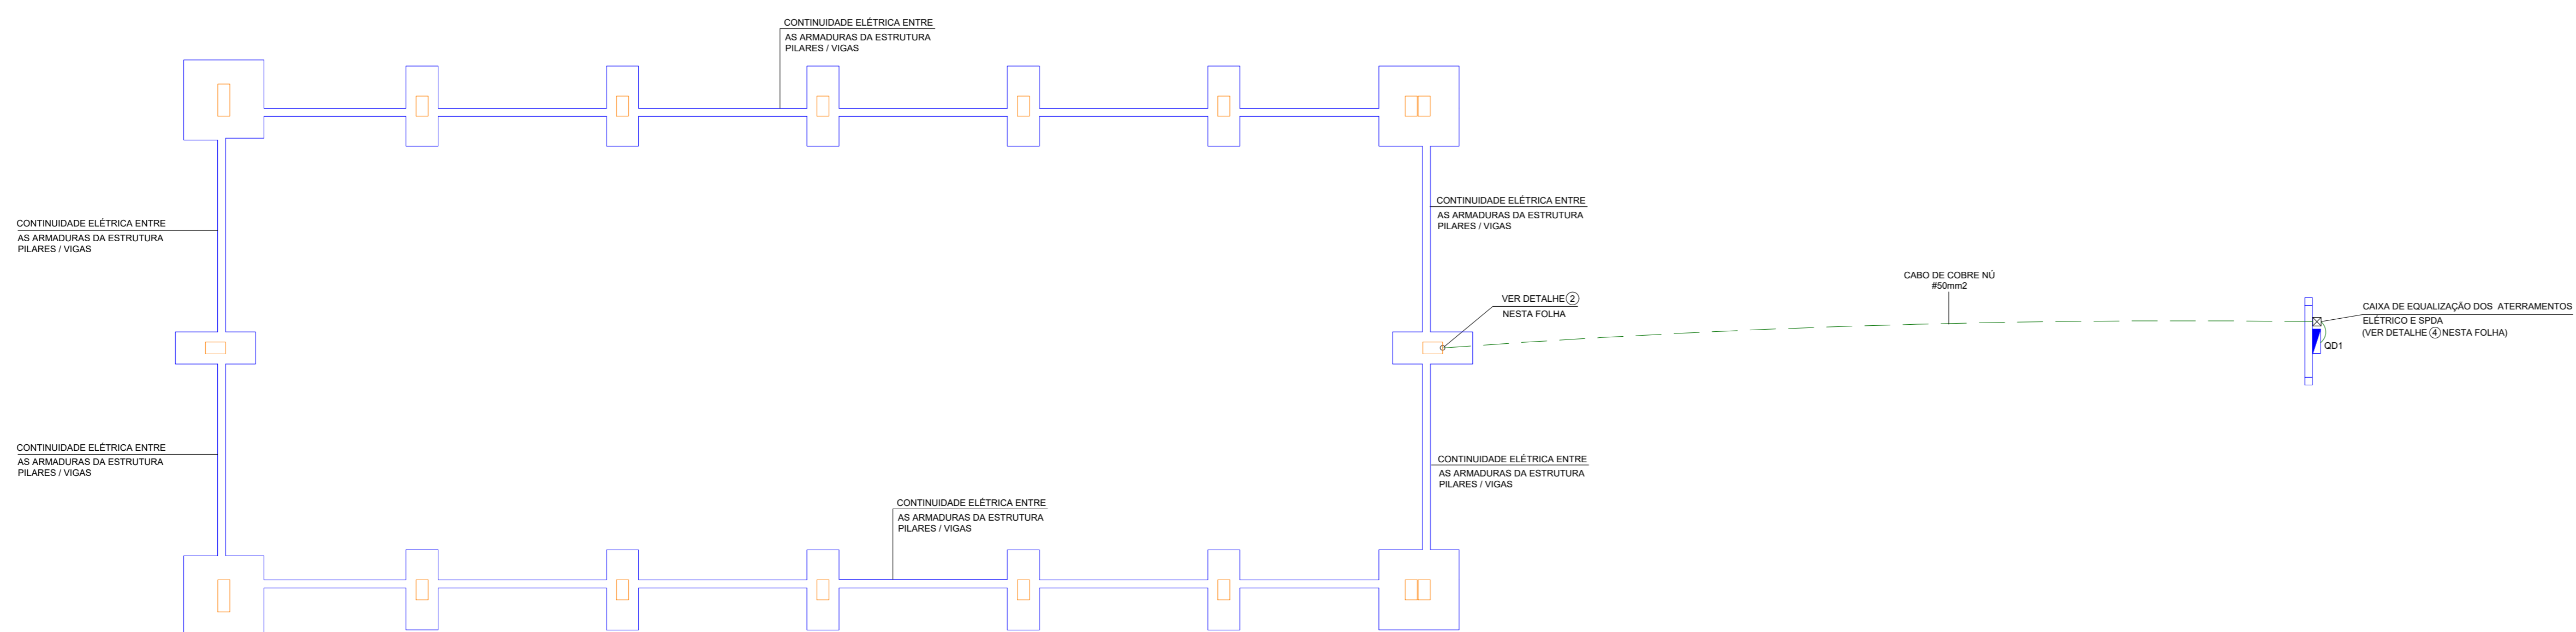 CONTINUIDADE ELÉTRICA ENTRE
AS ARMADURAS DA ESTRUTURA
PILARES / VIGAS
CONTINUIDADE ELÉTRICA ENTRE
AS ARMADURAS DA ESTRUTURA
PILARES / VIGAS
CONTINUIDADE ELÉTRICA ENTRE
AS ARMADURAS DA ESTRUTURA
PILARES / VIGAS
VER DETALHE 2
NESTA FOLHA
CABO DE COBRE NÚ
#50mm2
CAIXA DE EQUALIZAÇÃO DOS ATERRAMENTOS
ELÉTRICO E SPDA
(VER DETALHE 4 NESTA FOLHA)
QD1
CONTINUIDADE ELÉTRICA ENTRE
AS ARMADURAS DA ESTRUTURA
PILARES / VIGAS
CONTINUIDADE ELÉTRICA ENTRE
AS ARMADURAS DA ESTRUTURA
PILARES / VIGAS
CONTINUIDADE ELÉTRICA ENTRE
AS ARMADURAS DA ESTRUTURA
PILARES / VIGAS